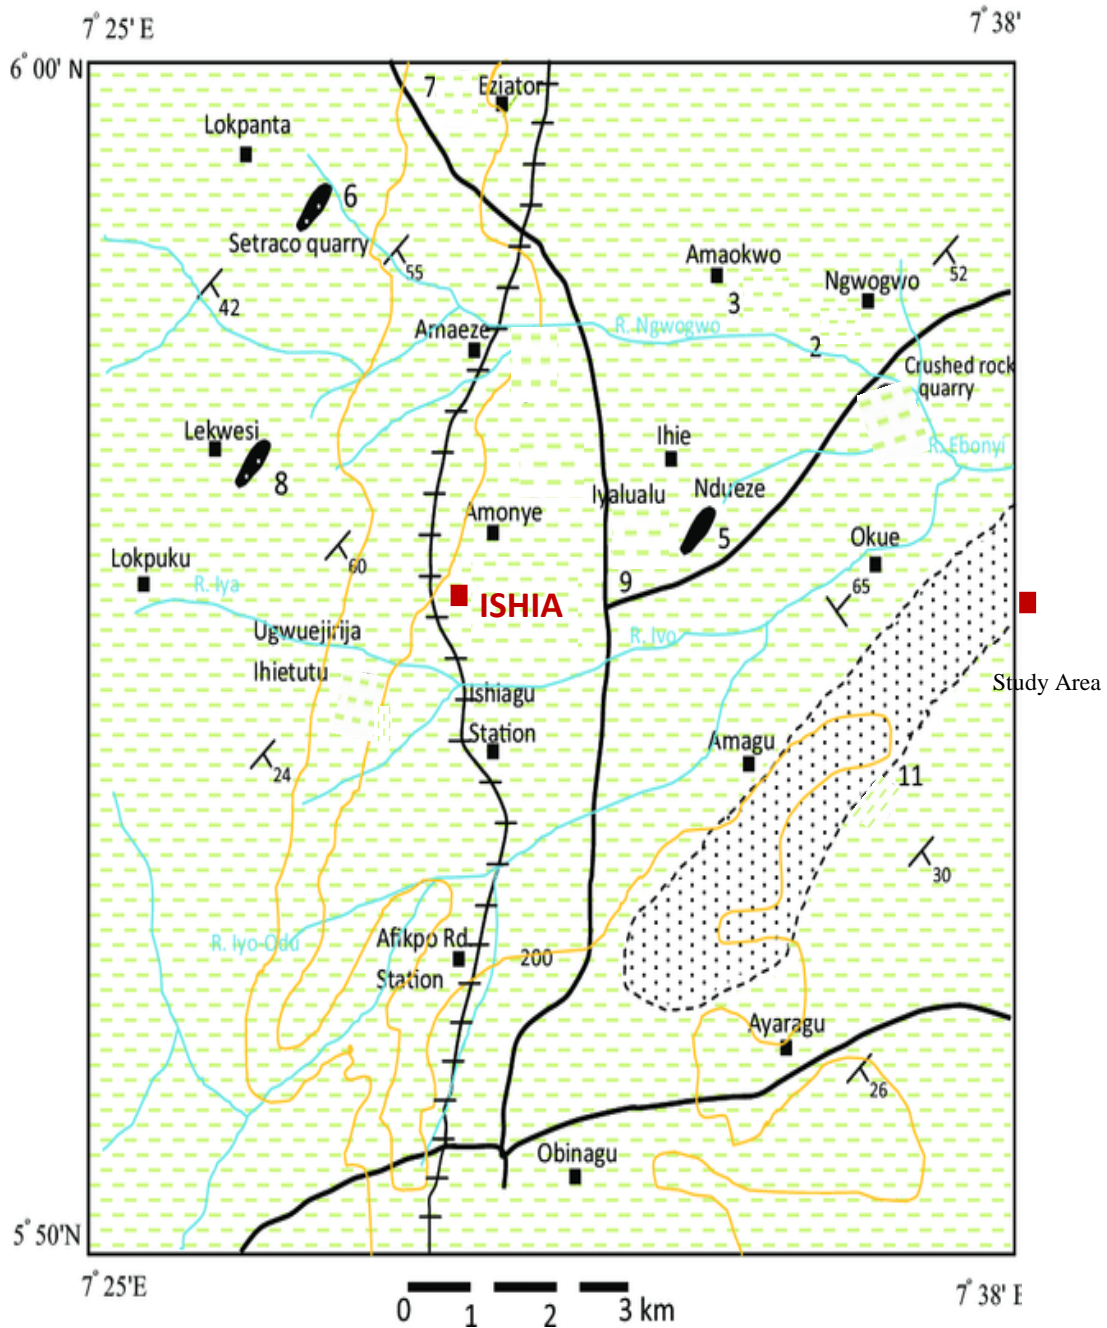 7° 25' E
7° 38'
6° 00' N
7
Eziator
Lokpanta
6
Setraco quarry
55
42
Amaokwo
3
Ngwogwo
52
Amaeze
R. Ngwogwo
2
Crushed rock
quarry
Lekwesi
8
Ihie
R. Ebonyi
Iyalualu
Ndueze
5
Amonye
Okue
Lokpuku
60
R. Iya
9
65
ISHIA
Ugwuejirija
R. Ivo
Ihietutu
Study Area
Ishiagu
Station
Amagu
24
11
30
R. Iyo-Odu
Afikpo Rd
Station
200
Ayaragu
26
Obinagu
5° 50'N
7° 25'E
7° 38' E
0
1
2
3 km